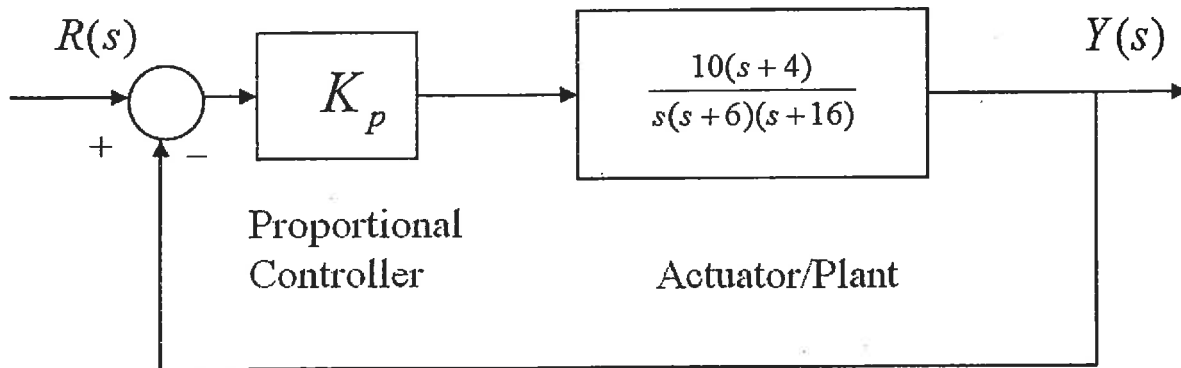 R(s)
Y(s)
K_p
10(s + 4)
s(s + 6)(s + 16)
+
−
Proportional
Controller
Actuator/Plant